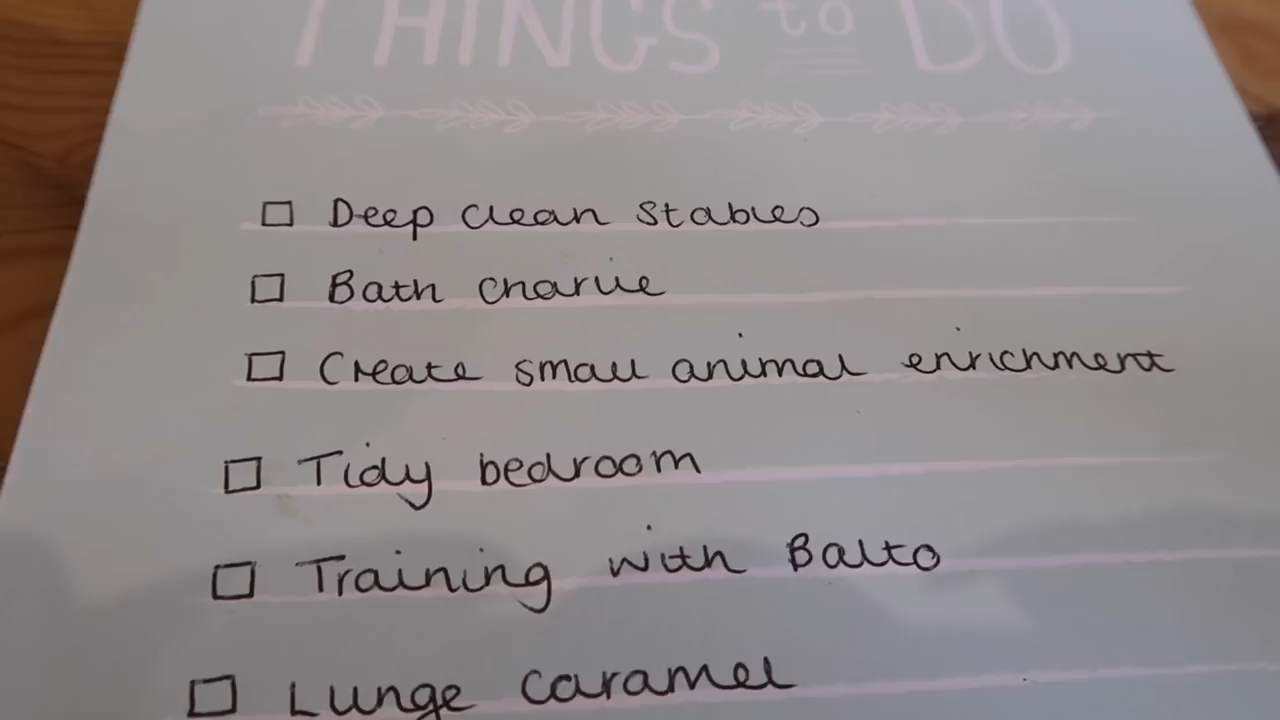 THINGS to DO
Deep clean stables
Bath charlie
Create small animal enrichment
Tidy bedroom
Training with Balto
Lunge caramel